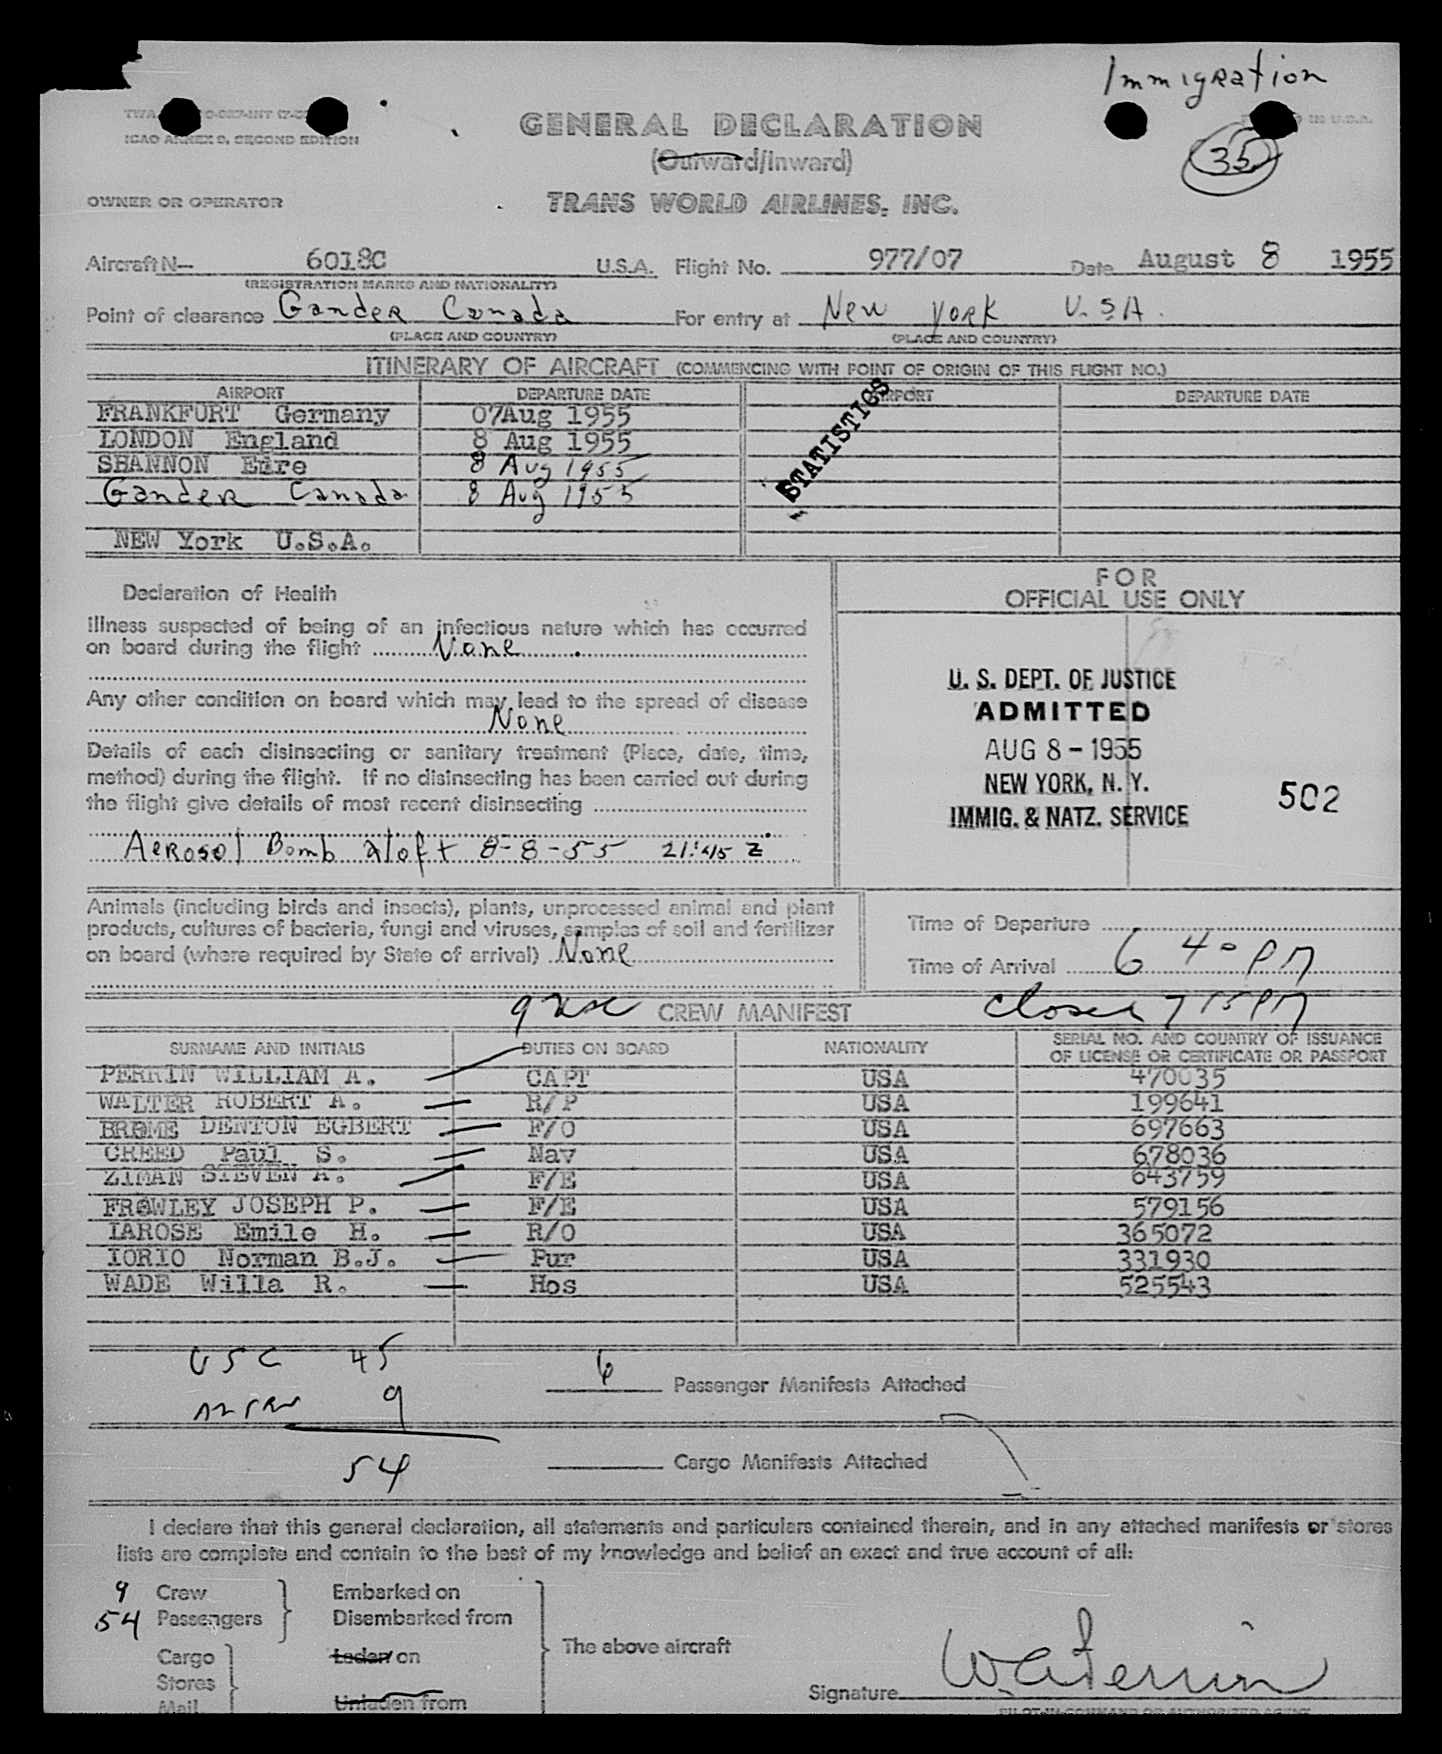 Immigration
ICAO ANNEX 9, SECOND EDITION
GENERAL DECLARATION
(Outward/Inward)
35
OWNER OR OPERATOR
TRANS WORLD AIRLINES, INC.
Aircraft N— 6018C U.S.A. Flight No. 977/07 Date August 8 1955
(REGISTRATION MARKS AND NATIONALITY)
Point of clearance Gander Canada For entry at New York U.S.A.
(PLACE AND COUNTRY) (PLACE AND COUNTRY)
ITINERARY OF AIRCRAFT (COMMENCING WITH POINT OF ORIGIN OF THIS FLIGHT NO.)
AIRPORT DEPARTURE DATE AIRPORT DEPARTURE DATE
FRANKFURT Germany 07Aug 1955
LONDON England 8 Aug 1955
SHANNON Eire 8 Aug 1955
Gander Canada 8 Aug 1955
STATISTICS
NEW York U.S.A.
Declaration of Health
FOR
OFFICIAL USE ONLY
Illness suspected of being of an infectious nature which has occurred
on board during the flight None
Any other condition on board which may lead to the spread of disease
None
Details of each disinsecting or sanitary treatment (Place, date, time,
method) during the flight. If no disinsecting has been carried out during
the flight give details of most recent disinsecting
Aerosol Bomb aloft 8-8-55 21:45 Z
U. S. DEPT. OF JUSTICE
ADMITTED
AUG 8 - 1955
NEW YORK, N. Y.
IMMIG. & NATZ. SERVICE
502
Animals (including birds and insects), plants, unprocessed animal and plant
products, cultures of bacteria, fungi and viruses, samples of soil and fertilizer
on board (where required by State of arrival) None
Time of Departure
Time of Arrival 6 40 PM
9 usc CREW MANIFEST closed 7 15 PM
SURNAME AND INITIALS DUTIES ON BOARD NATIONALITY SERIAL NO. AND COUNTRY OF ISSUANCE
OF LICENSE OR CERTIFICATE OR PASSPORT
PERRIN WILLIAM A. CAPT USA 470035
WALTER ROBERT A. R/P USA 199641
BROME DENTON EGBERT F/O USA 697663
CREED Paul S. Nav USA 678036
ZIMAN STEVEN A. F/E USA 643759
FROWLEY JOSEPH P. F/E USA 579156
IAROSE Emile H. R/O USA 365072
IORIO Norman B.J. Pur USA 331930
WADE Willa R. Hos USA 525543
USC 45
6 Passenger Manifests Attached
9
54
Cargo Manifests Attached
I declare that this general declaration, all statements and particulars contained therein, and in any attached manifests or stores
lists are complete and contain to the best of my knowledge and belief an exact and true account of all:
9 Crew Embarked on
54 Passengers Disembarked from
The above aircraft
Cargo Laden on
Stores
Mail Unladen from
Signature W.A. Perrin
PILOT-IN-COMMAND OR AUTHORIZED AGENT